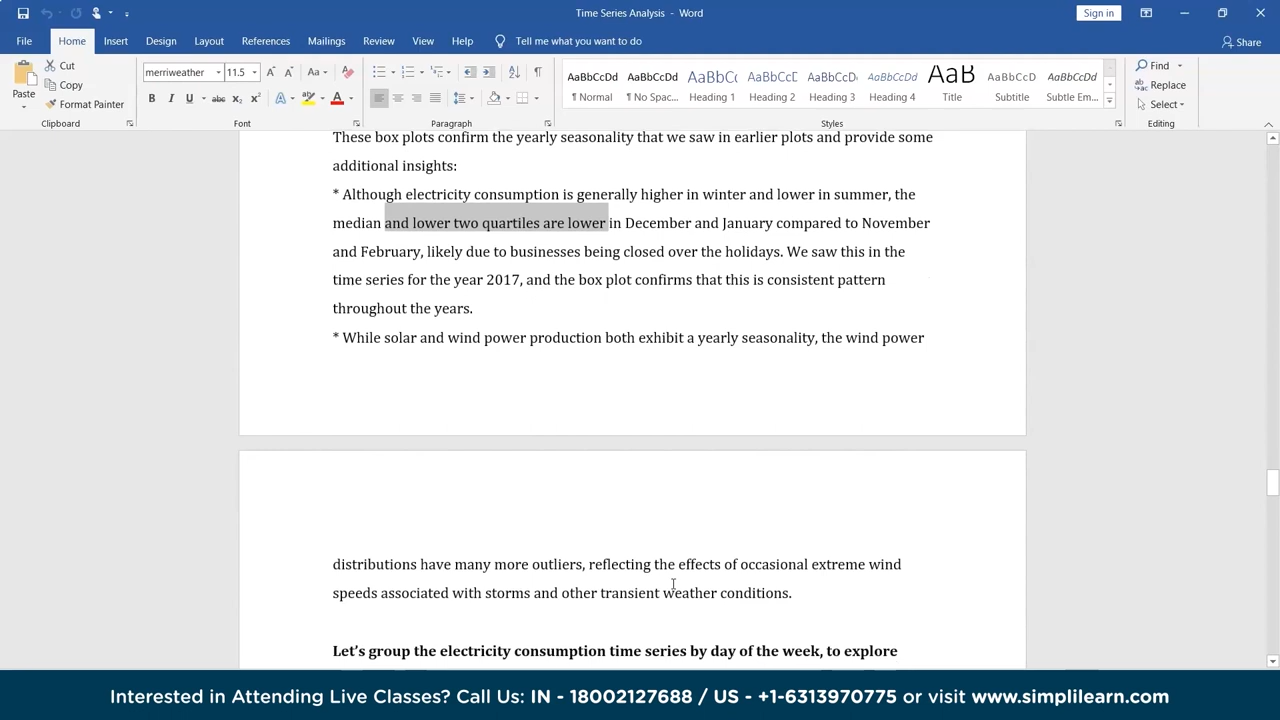 Time Series Analysis - Word
Sign in
File Home Insert Design Layout References Mailings Review View Help Tell me what you want to do Share
Paste Cut Copy Format Painter
merriweather 11.5
B I U abc X2 X2 A A
AaBbCcDd AaBbCcDd AaBbCc AaBbCcD AaBbCcDc AaBbCcDd AaB AaBbCcDd AaBbCcDd
¶ Normal ¶ No Spac... Heading 1 Heading 2 Heading 3 Heading 4 Title Subtitle Subtle Em...
Find
Replace
Select
Clipboard Font Paragraph Styles Editing
These box plots confirm the yearly seasonality that we saw in earlier plots and provide some
additional insights:
* Although electricity consumption is generally higher in winter and lower in summer, the
median and lower two quartiles are lower in December and January compared to November
and February, likely due to businesses being closed over the holidays. We saw this in the
time series for the year 2017, and the box plot confirms that this is consistent pattern
throughout the years.
* While solar and wind power production both exhibit a yearly seasonality, the wind power
distributions have many more outliers, reflecting the effects of occasional extreme wind
speeds associated with storms and other transient weather conditions.
Let’s group the electricity consumption time series by day of the week, to explore
Interested in Attending Live Classes? Call Us: IN - 18002127688 / US - +1-6313970775 or visit www.simplilearn.com